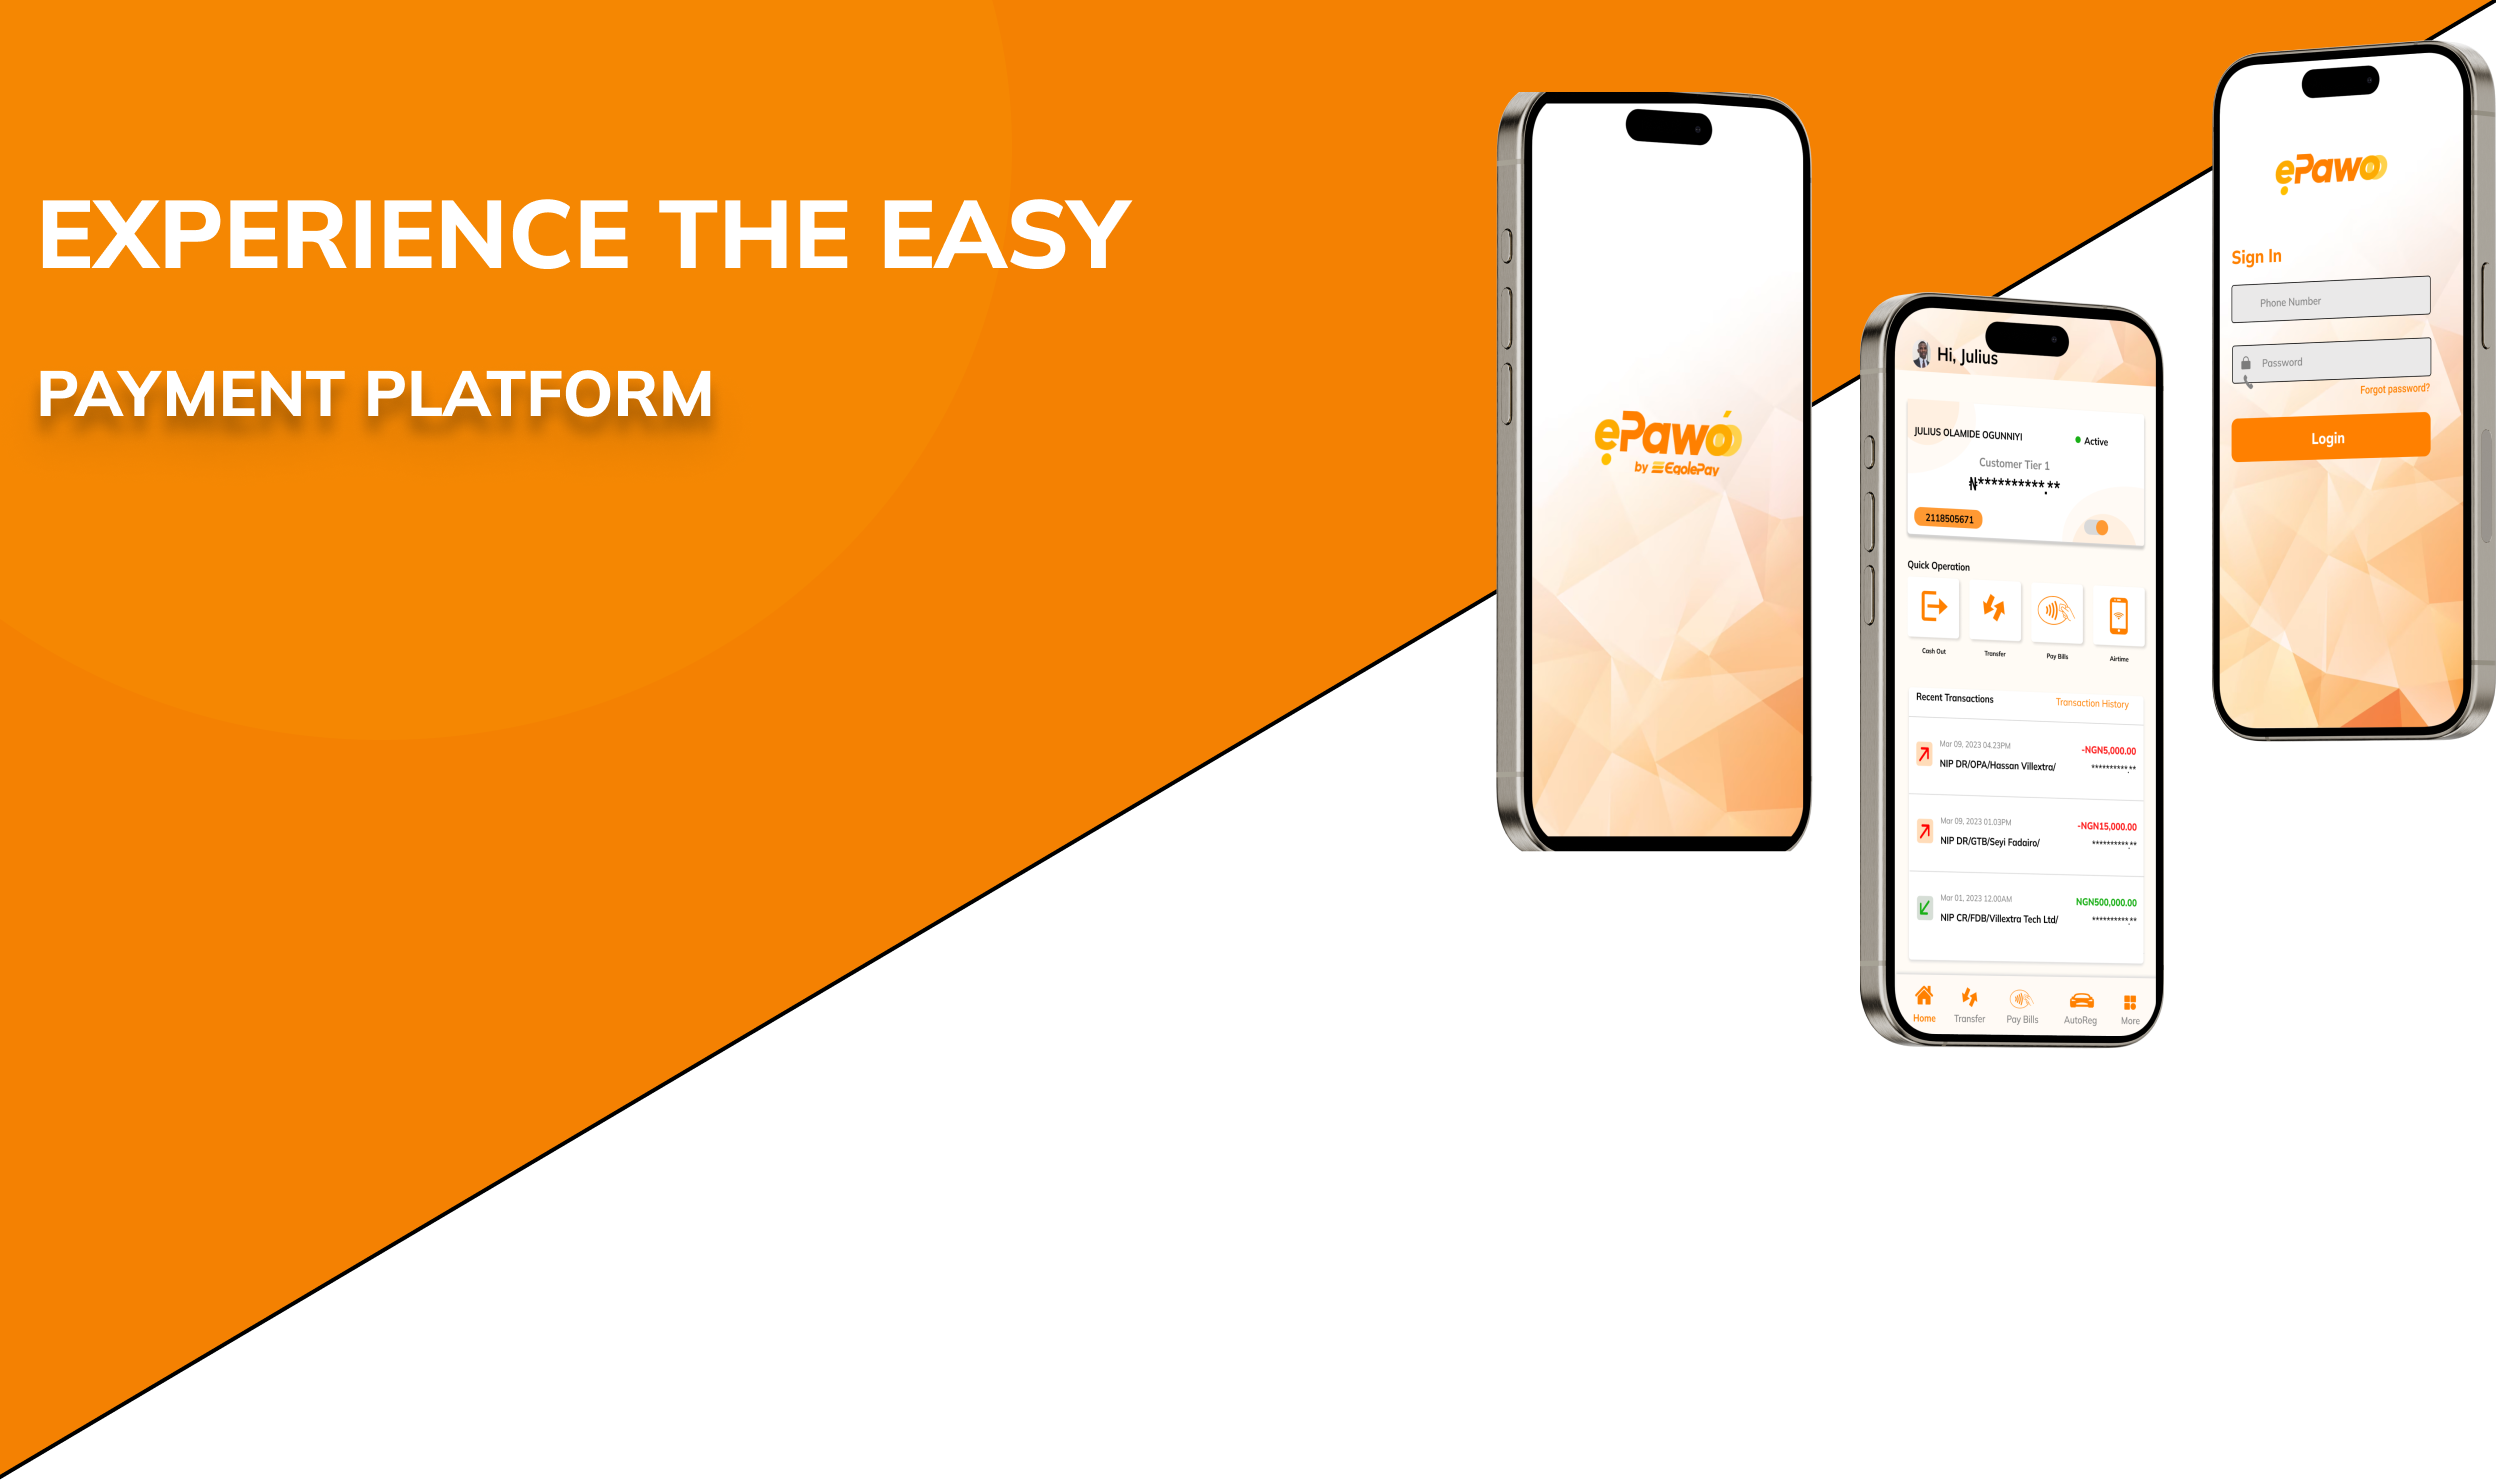 EXPERIENCE THE EASY
PAYMENT PLATFORM
ẹPawó
by EqolePay
Hi, Julius
JULIUS OLAMIDE OGUNNIYI
Active
Customer Tier 1
₦**********.**
2118505671
Quick Operation
Cash Out
Transfer
Pay Bills
Airtime
Recent Transactions
Transaction History
Mar 09, 2023 04.23PM
-NGN5,000.00
NIP DR/OPA/Hassan Villextra/
**********.**
Mar 09, 2023 01.03PM
-NGN15,000.00
NIP DR/GTB/Seyi Fadairo/
**********.**
Mar 01, 2023 12.00AM
NGN500,000.00
NIP CR/FDB/Villextra Tech Ltd/
**********.**
Home
Transfer
Pay Bills
AutoReg
More
ẹPawo
Sign In
Phone Number
Password
Forgot password?
Login